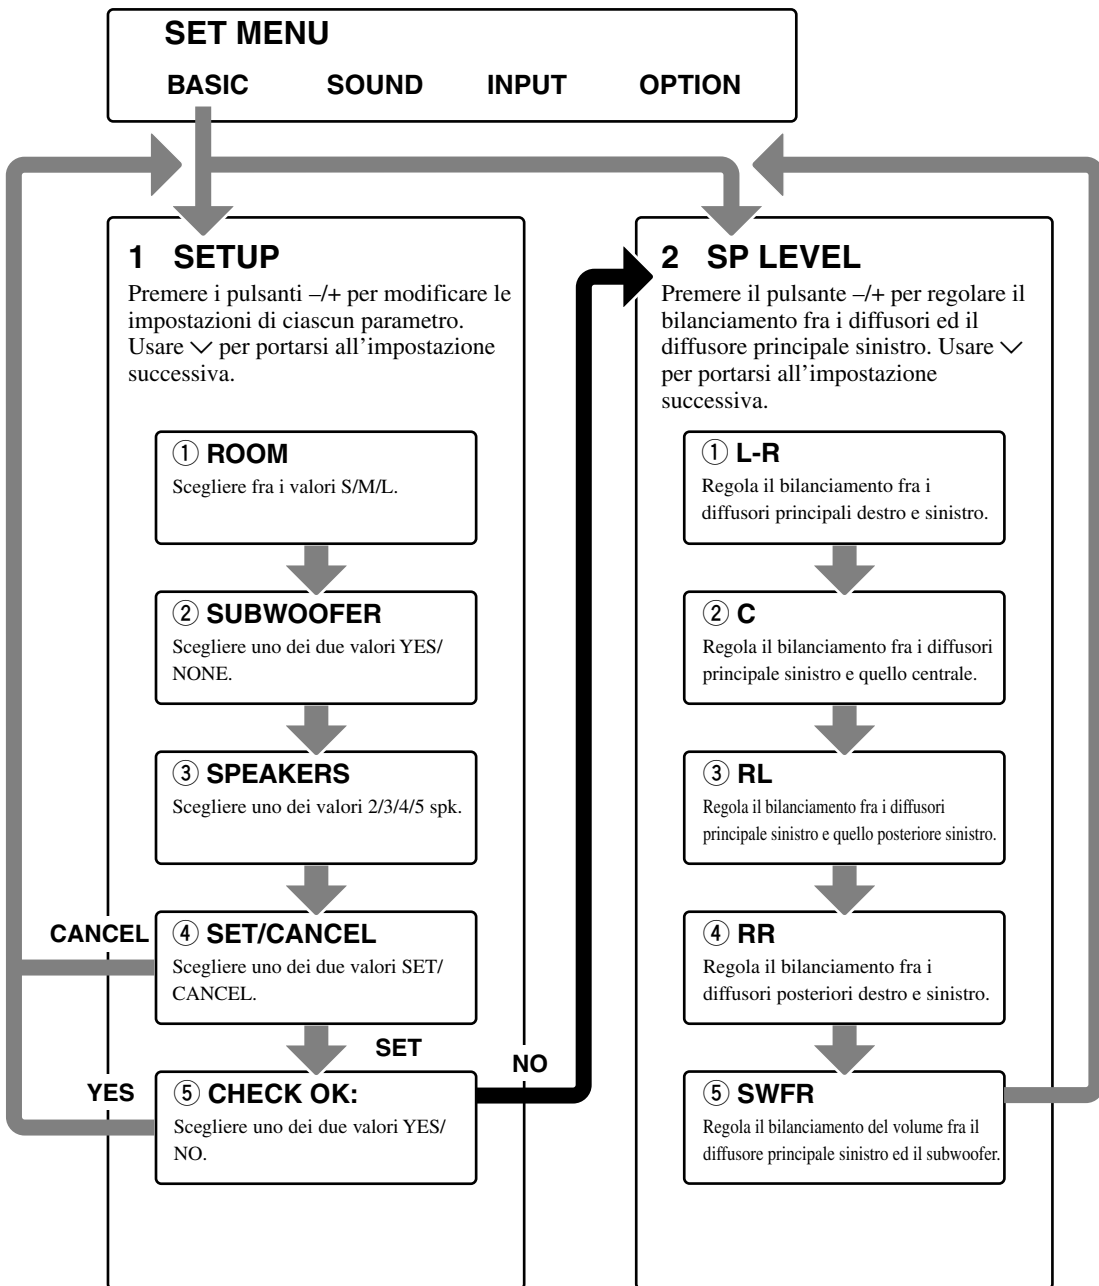 SET MENU
BASIC SOUND INPUT OPTION
1 SETUP
Premere i pulsanti –/+ per modificare le
impostazioni di ciascun parametro.
Usare ∨ per portarsi all'impostazione
successiva.
① ROOM
Scegliere fra i valori S/M/L.
② SUBWOOFER
Scegliere uno dei due valori YES/
NONE.
③ SPEAKERS
Scegliere uno dei valori 2/3/4/5 spk.
CANCEL
④ SET/CANCEL
Scegliere uno dei due valori SET/
CANCEL.
SET
NO
YES
⑤ CHECK OK:
Scegliere uno dei due valori YES/
NO.
2 SP LEVEL
Premere il pulsante –/+ per regolare il
bilanciamento fra i diffusori ed il
diffusore principale sinistro. Usare ∨
per portarsi all'impostazione
successiva.
① L-R
Regola il bilanciamento fra i
diffusori principali destro e sinistro.
② C
Regola il bilanciamento fra i diffusori
principale sinistro e quello centrale.
③ RL
Regola il bilanciamento fra i diffusori
principale sinistro e quello posteriore sinistro.
④ RR
Regola il bilanciamento fra i
diffusori posteriori destro e sinistro.
⑤ SWFR
Regola il bilanciamento del volume fra il
diffusore principale sinistro ed il subwoofer.